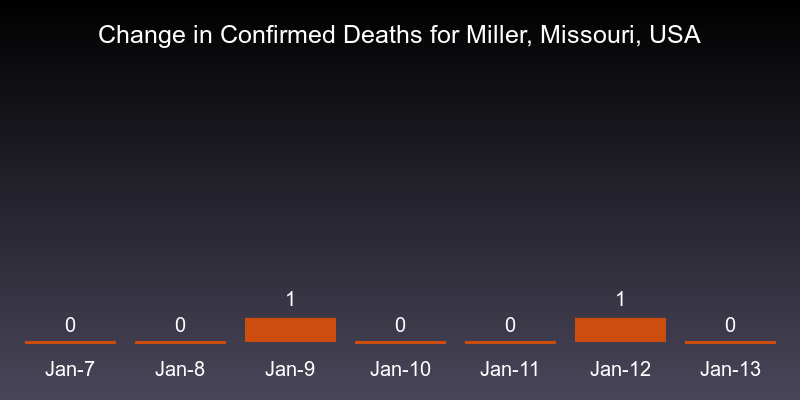 Change in Confirmed Deaths for Miller, Missouri, USA
0 0 1 0 0 1 0
Jan-7 Jan-8 Jan-9 Jan-10 Jan-11 Jan-12 Jan-13